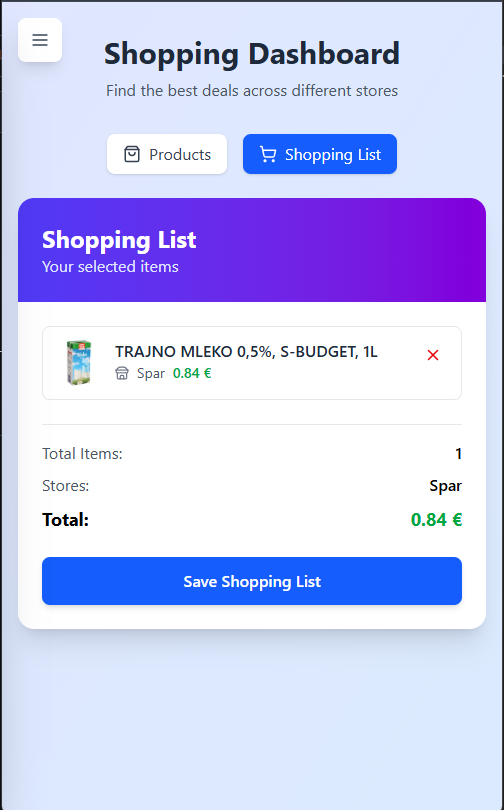 Shopping Dashboard
Find the best deals across different stores
Products
Shopping List
Shopping List
Your selected items
TRAJNO MLEKO 0,5%, S-BUDGET, 1L
Spar 0.84 €
Total Items: 1
Stores: Spar
Total: 0.84 €
Save Shopping List